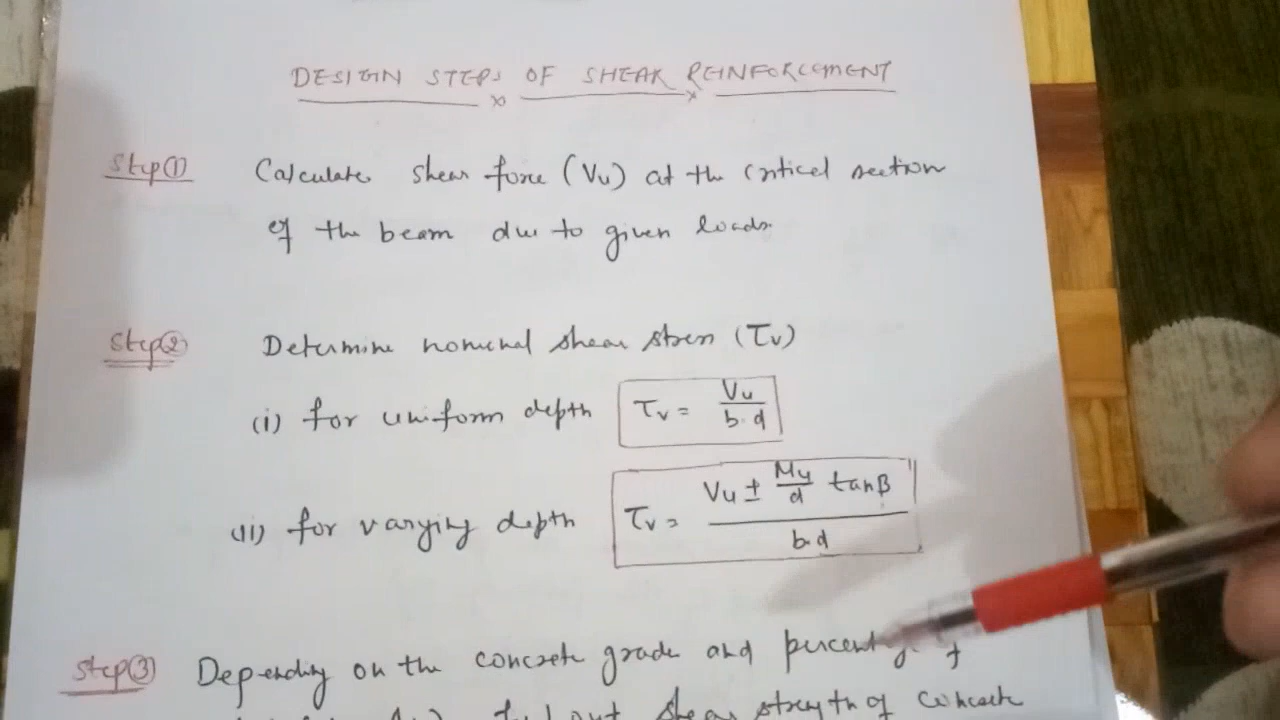 DESIGN STEPS OF SHEAR REINFORCEMENT
Step① Calculate shear force (Vu) at the critical section
of the beam due to given loads.
Step② Determine nominal shear stress (τv)
(i) for uniform depth τv = Vu / b.d
(ii) for varying depth τv = (Vu ± Mu/d tanβ) / b.d
Step③ Depending on the concrete grade and
shear strength of concrete